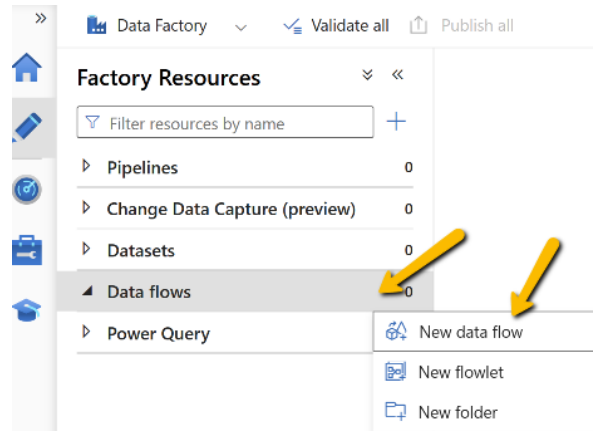 »
Data Factory
Validate all
Publish all
Factory Resources
«
Filter resources by name
Pipelines 0
Change Data Capture (preview) 0
Datasets 0
Data flows 0
Power Query
New data flow
New flowlet
New folder